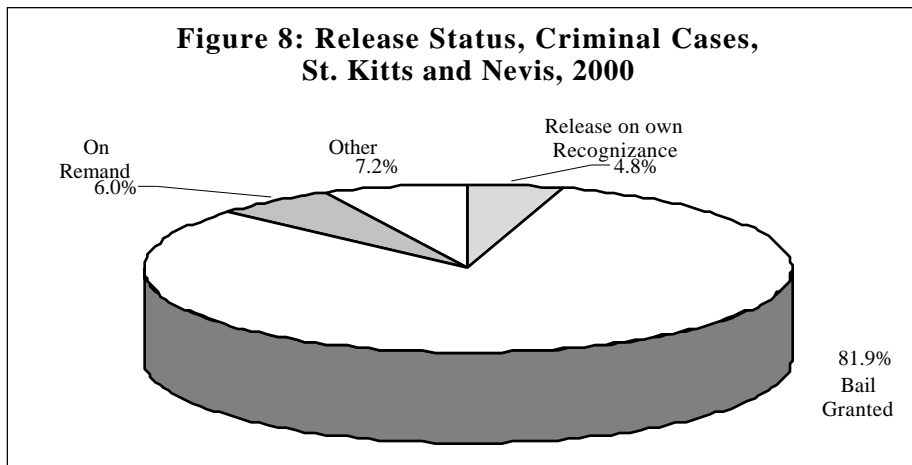 Figure 8: Release Status, Criminal Cases,
St. Kitts and Nevis, 2000
On
Remand
6.0%
Other
7.2%
Release on own
Recognizance
4.8%
81.9%
Bail
Granted